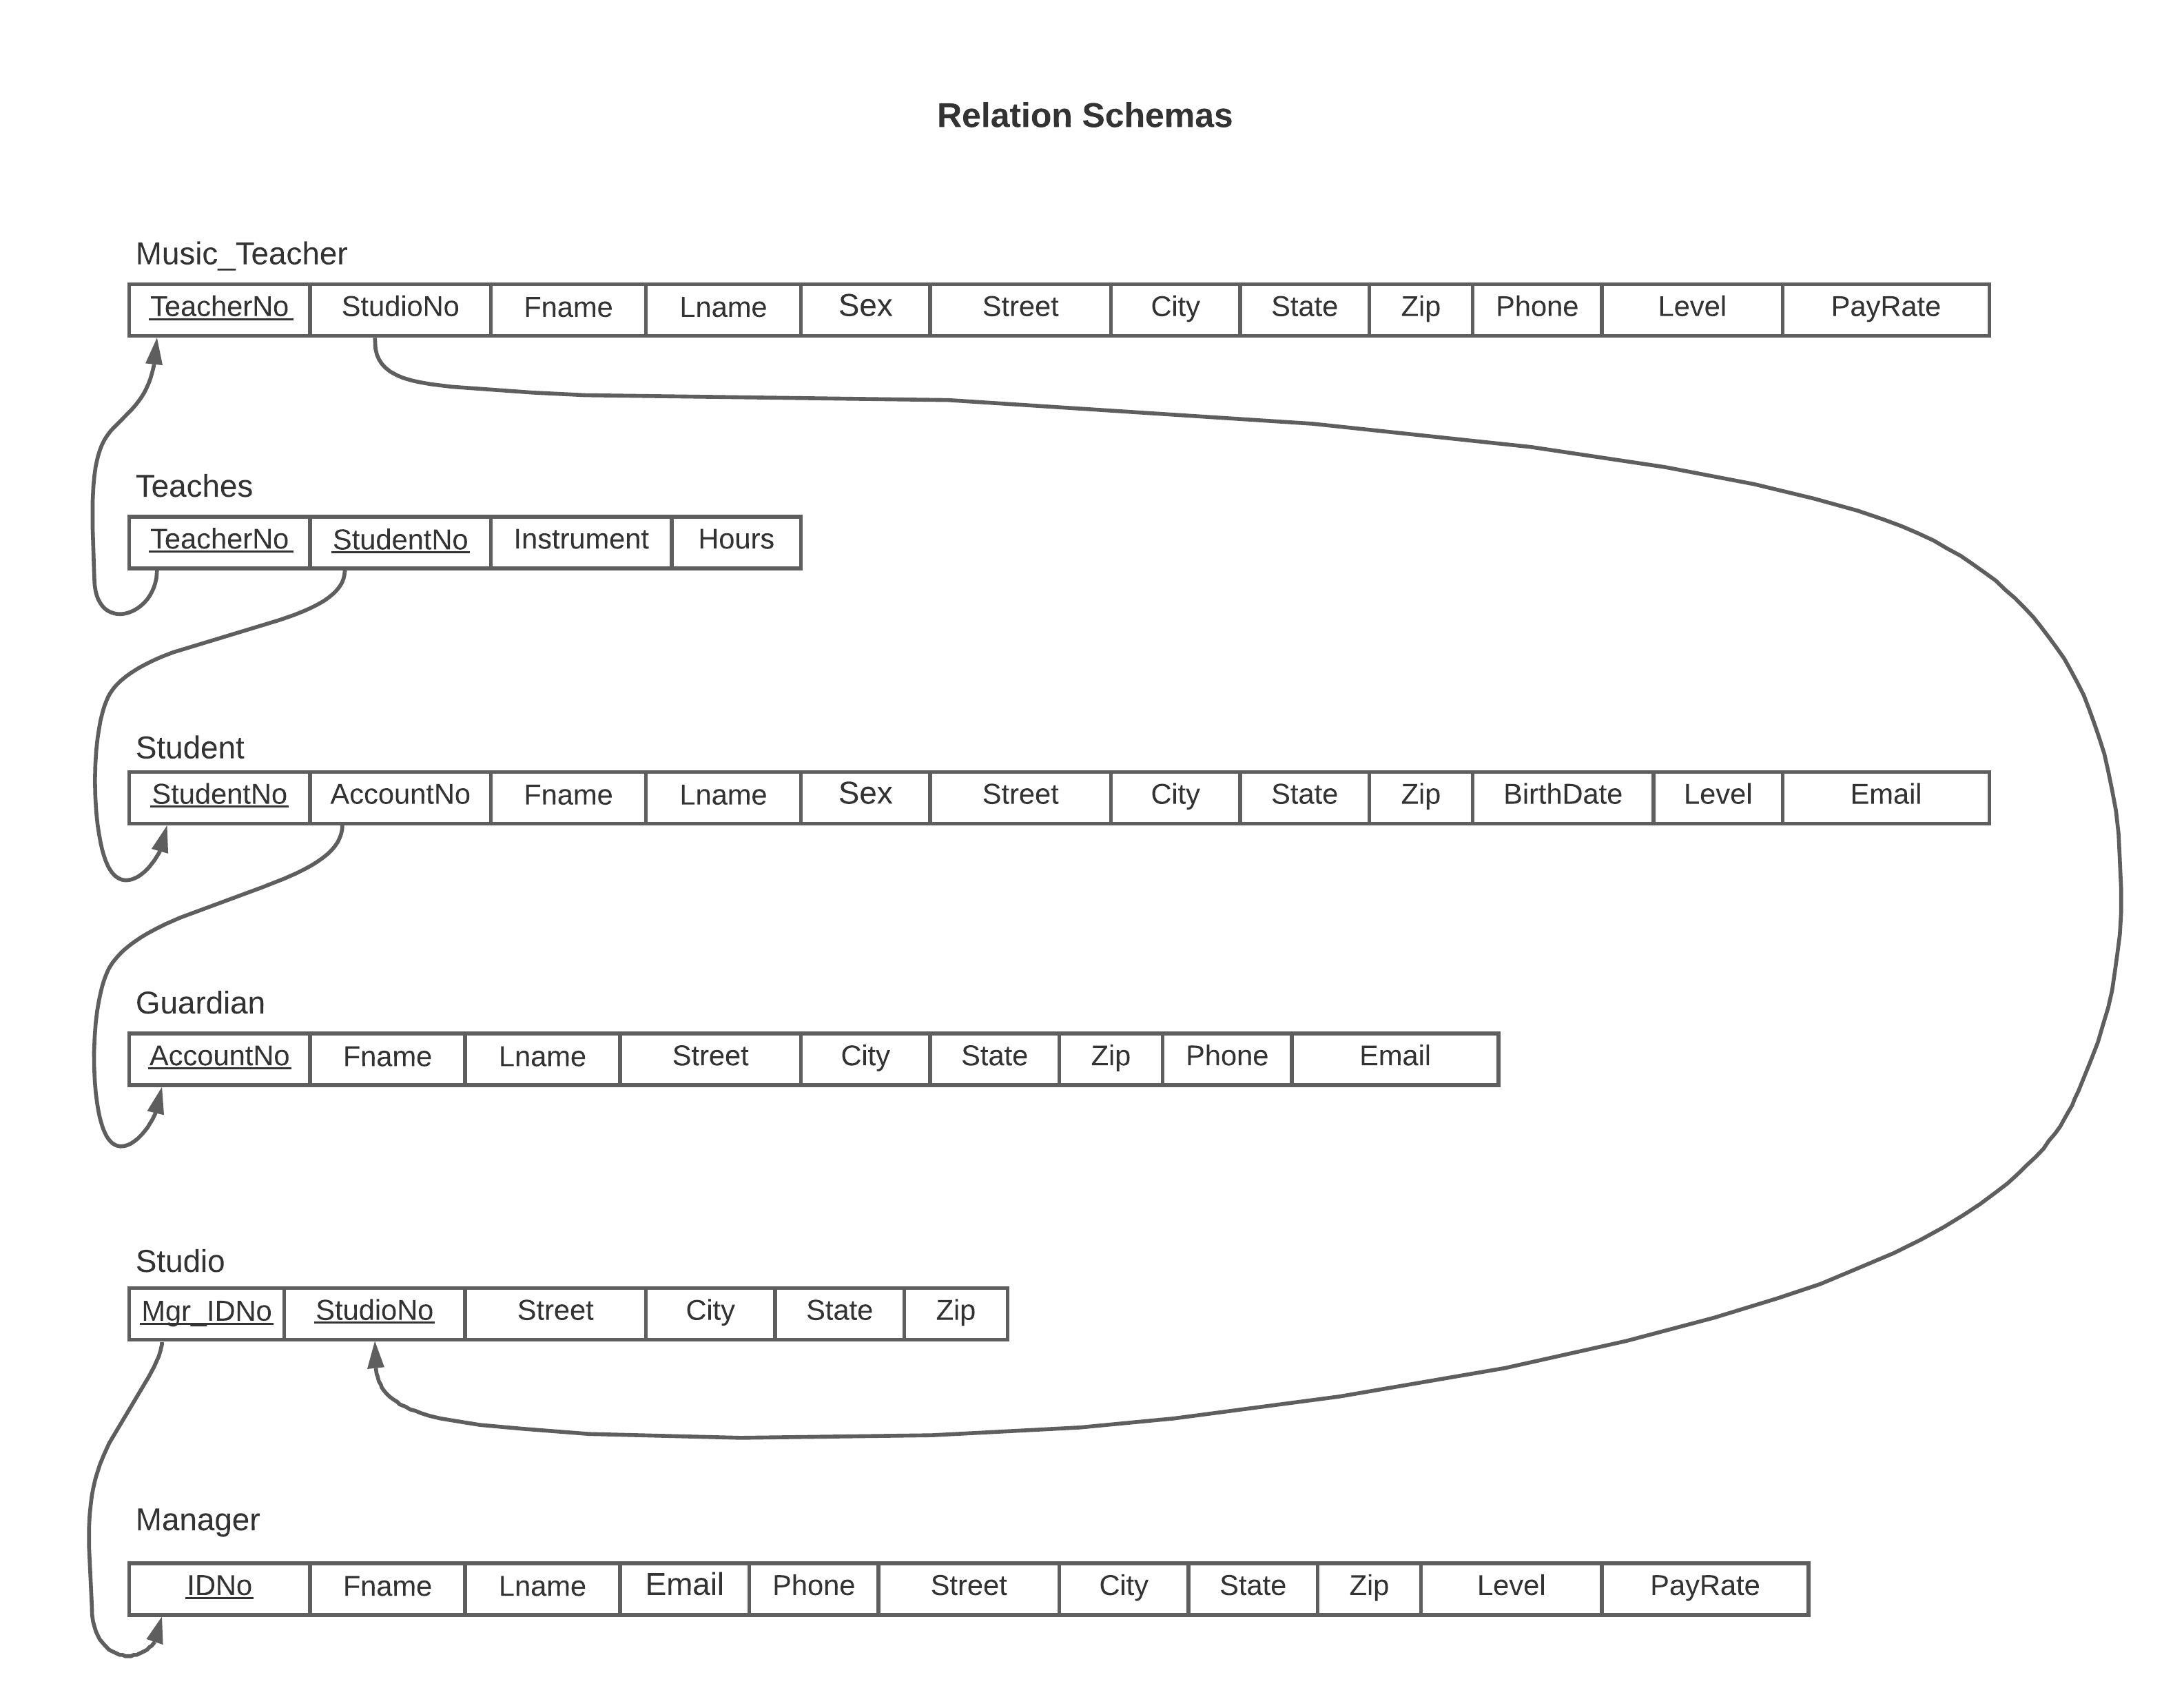 Relation Schemas
Music_Teacher
TeacherNo StudioNo Fname Lname Sex Street City State Zip Phone Level PayRate
Teaches
TeacherNo StudentNo Instrument Hours
Student
StudentNo AccountNo Fname Lname Sex Street City State Zip BirthDate Level Email
Guardian
AccountNo Fname Lname Street City State Zip Phone Email
Studio
Mgr_IDNo StudioNo Street City State Zip
Manager
IDNo Fname Lname Email Phone Street City State Zip Level PayRate